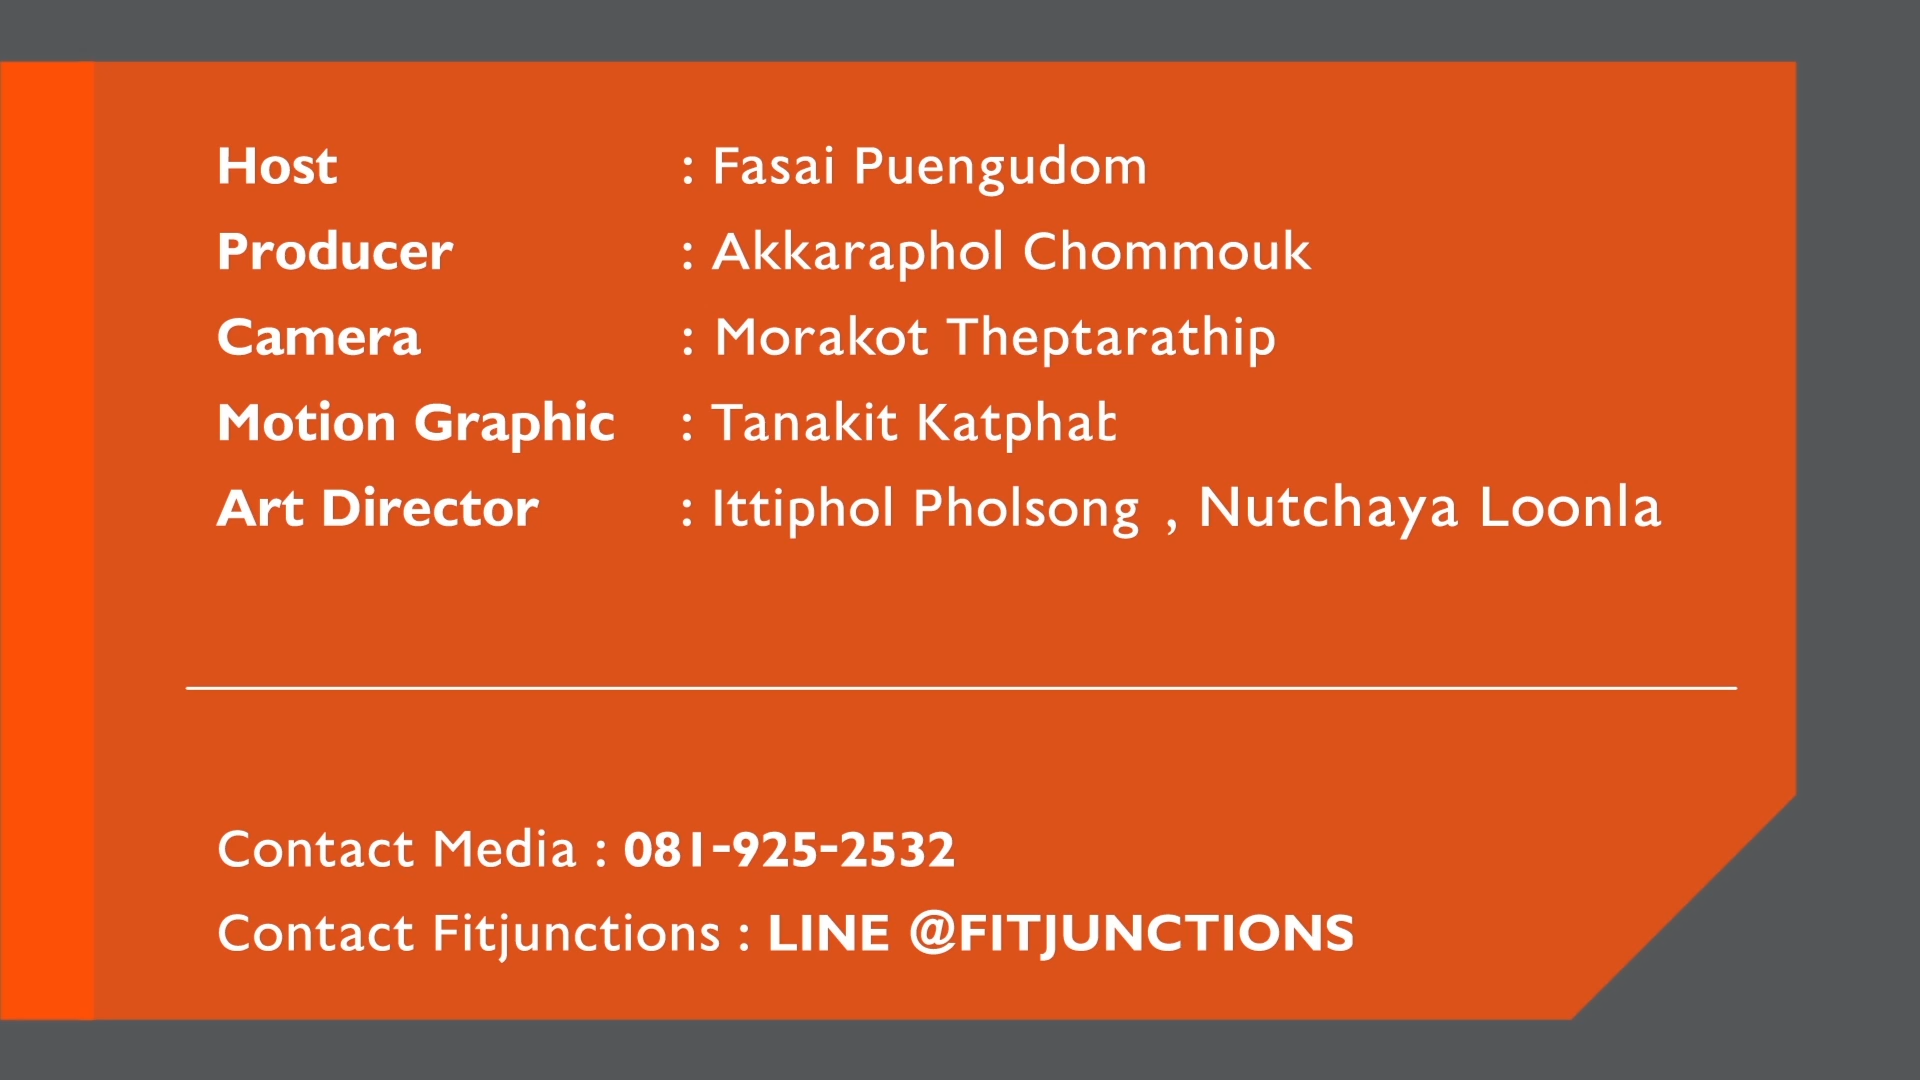 Host : Fasai Puengudom
Producer : Akkaraphol Chommouk
Camera : Morakot Theptarathip
Motion Graphic : Tanakit
Art Director : Ittiphol Pholsong , Nutchaya Loonla
Contact Media : 081-925-2532
Contact Fitjunctions : LINE @FITJUNCTIONS